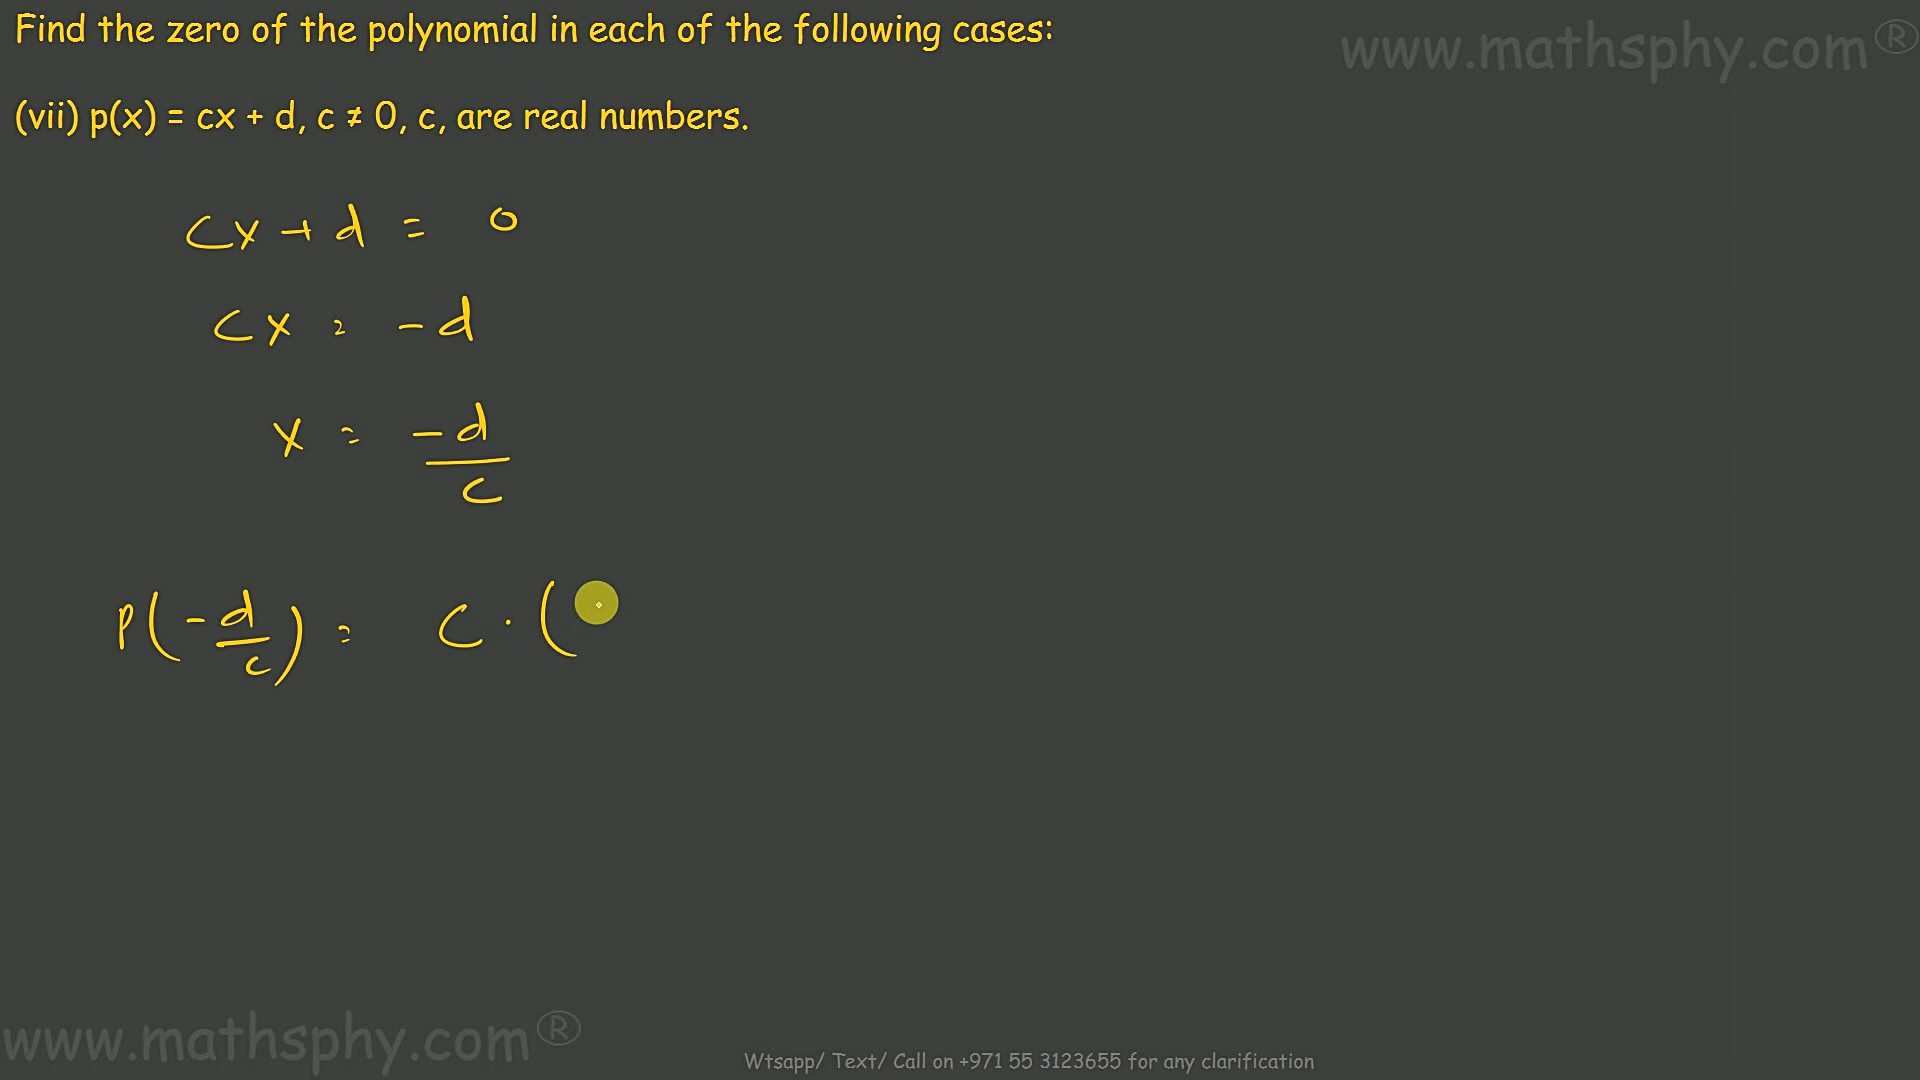 Find the zero of the polynomial in each of the following cases:
www.mathsphy.com®
(vii) p(x) = cx + d, c ≠ 0, c, are real numbers.
cx + d = 0
cx = -d
x = -d/c
P(-d/c) = c · (
www.mathsphy.com®
Wtsapp/ Text/ Call on +971 55 3123655 for any clarification